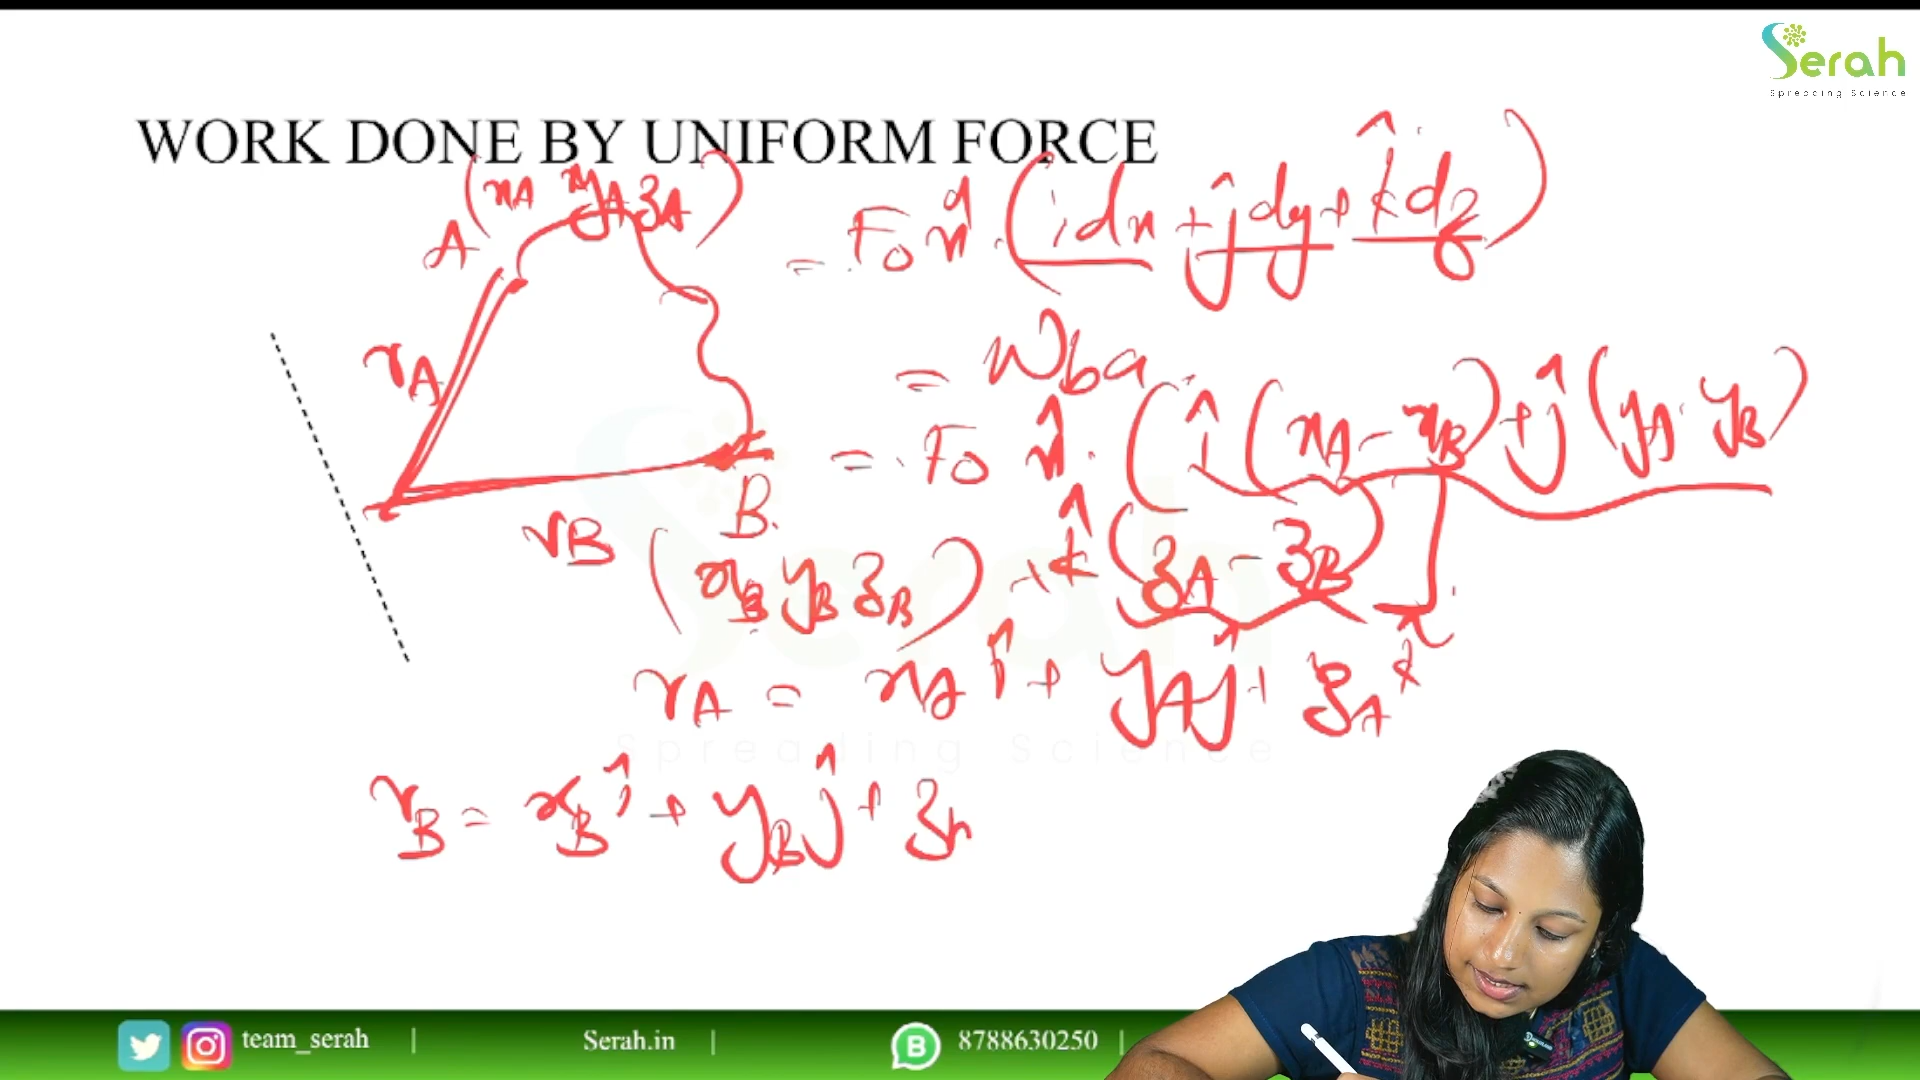 Serah
Spreading Science
WORK DONE BY UNIFORM FORCE
A (xA yA zA)
= F0 n̂ . (i dx + ĵ dy + k̂ dz)
rA
= Wba
= F0 n̂ . (î (xA - xB) + ĵ (yA - yB)
+ k̂ (zA - zB)
B
rB
(xB yB zB)
rA = xA î + yA ĵ + zA k̂
Spreading Science
rB = xB î + yB ĵ + z
team_serah | Serah.in | 8788630250 |